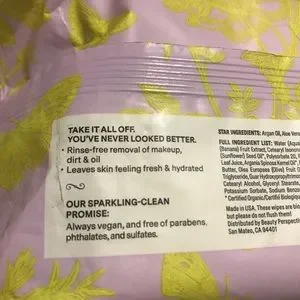 TAKE IT ALL OFF.
YOU'VE NEVER LOOKED BETTER.
• Rinse-free removal of makeup,
dirt & oil
• Leaves skin feeling fresh & hydrated
OUR SPARKLING-CLEAN
PROMISE:
Always vegan, and free of parabens,
phthalates, and sulfates.
STAR INGREDIENTS: Argan Oil, Aloe Vera
FULL INGREDIENT LIST: Water (Aqua)
(Banana) Fruit Extract, Cetearyl
(Sunflower) Seed Oil*, Polysorbate 20,
Leaf Juice, Argania Spinosa Kernel Oil*,
Butter, Olea Europaea (Olive) Fruit
Triglyceride, Guar Hydroxypropyltrimonium
Cetearyl Alcohol, Glyceryl Stearate,
Potassium Sorbate, Sodium
*Certified Organic/Certifié Biologique
Made in USA. These wipes are
but please do not flush them!
Distributed by Beauty Perspectives
San Mateo, CA 94401